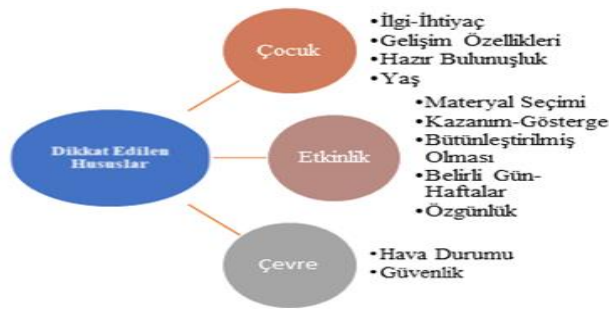 Dikkat Edilen
Hususlar
Çocuk
•İlgi-İhtiyaç
•Gelişim Özellikleri
•Hazır Bulunuşluk
•Yaş
Etkinlik
•Materyal Seçimi
•Kazanım-Gösterge
•Bütünleştirilmiş
Olması
•Belirli Gün-
Haftalar
•Özgünlük
Çevre
•Hava Durumu
•Güvenlik